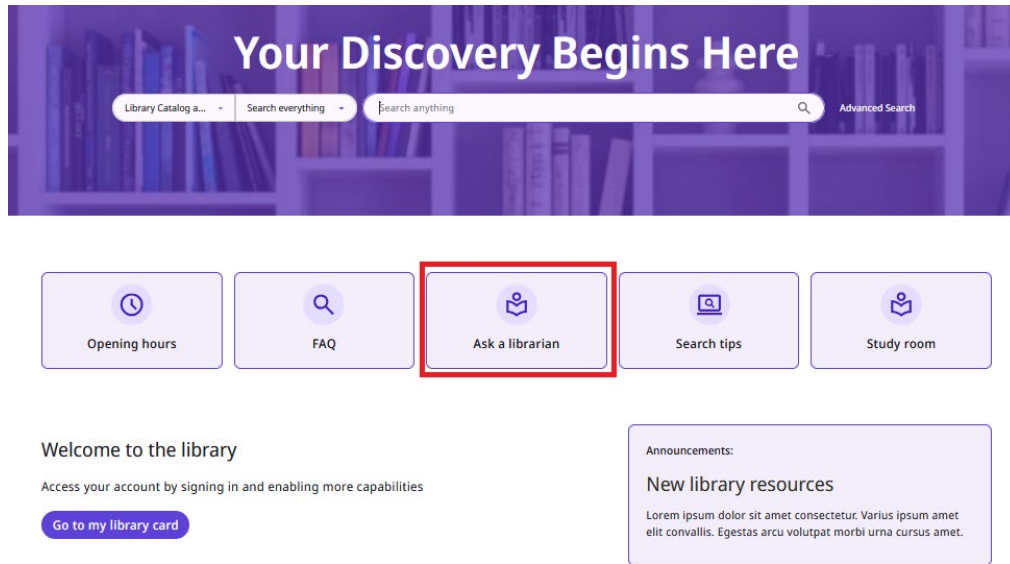 Your Discovery Begins Here
Library Catalog a... Search everything Search anything Advanced Search
Opening hours FAQ Ask a librarian Search tips Study room
Welcome to the library
Access your account by signing in and enabling more capabilities
Go to my library card
Announcements:
New library resources
Lorem ipsum dolor sit amet consectetur. Varius ipsum amet
elit convallis. Egestas arcu volutpat morbi urna cursus amet.